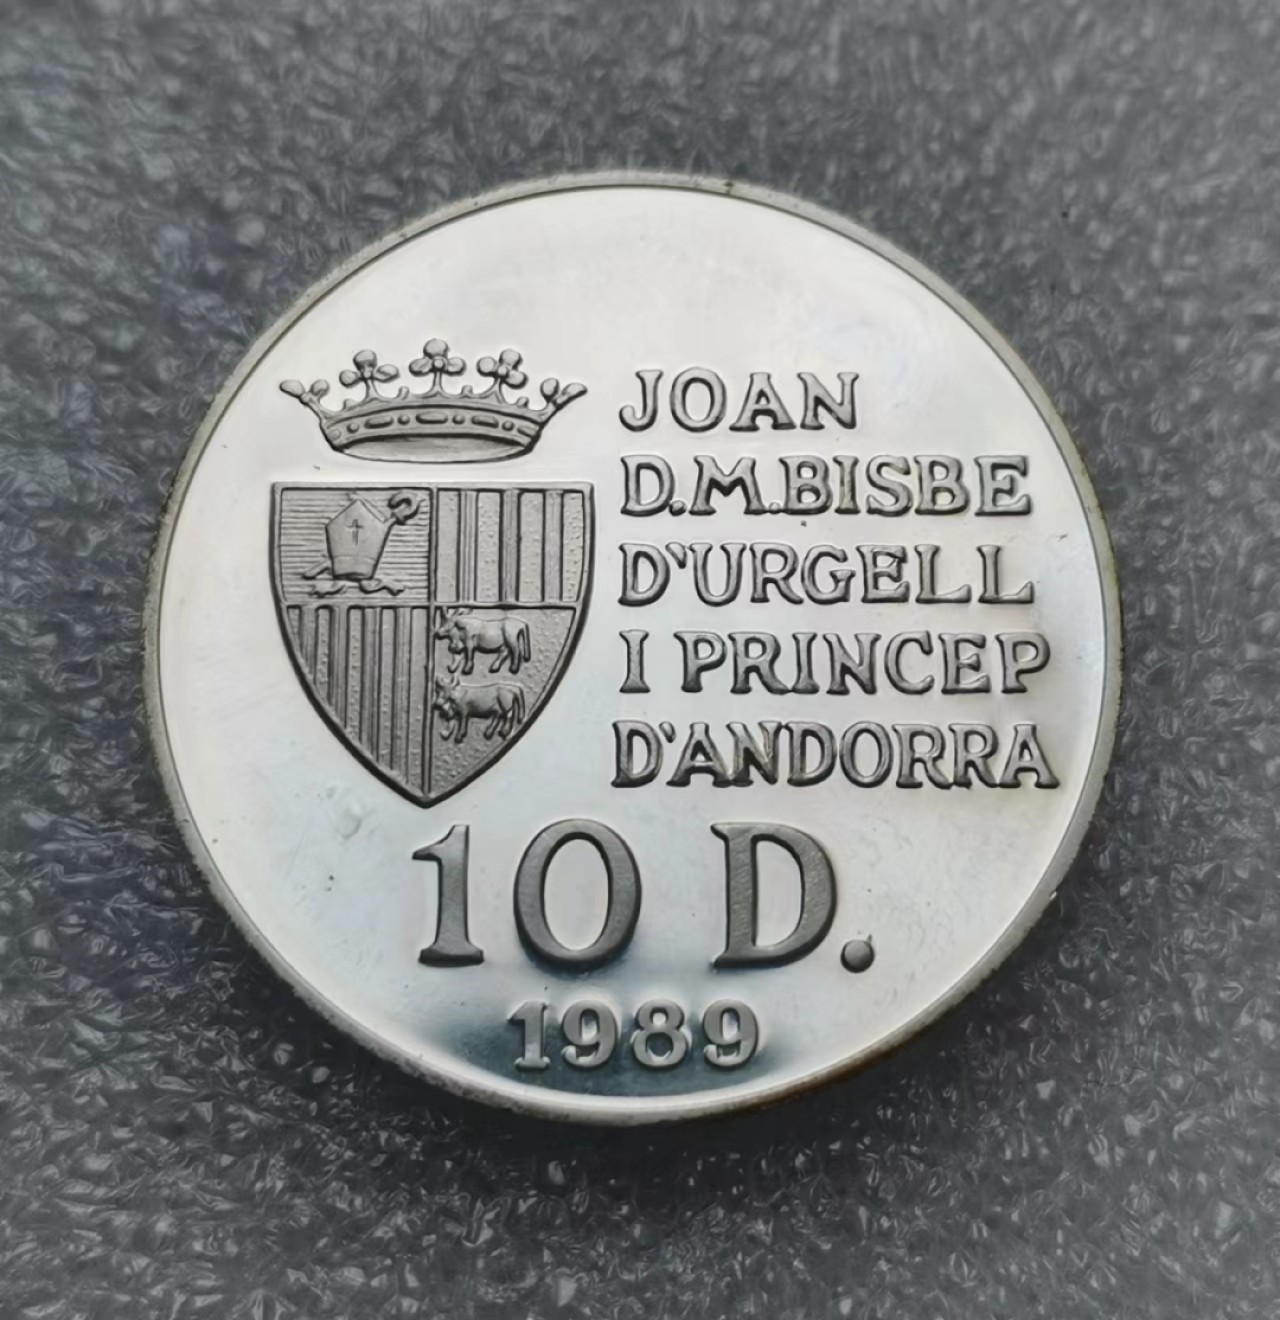 JOAN
D.M.BISBE
D'URGELL
I PRINCEP
D'ANDORRA
10 D.
1989